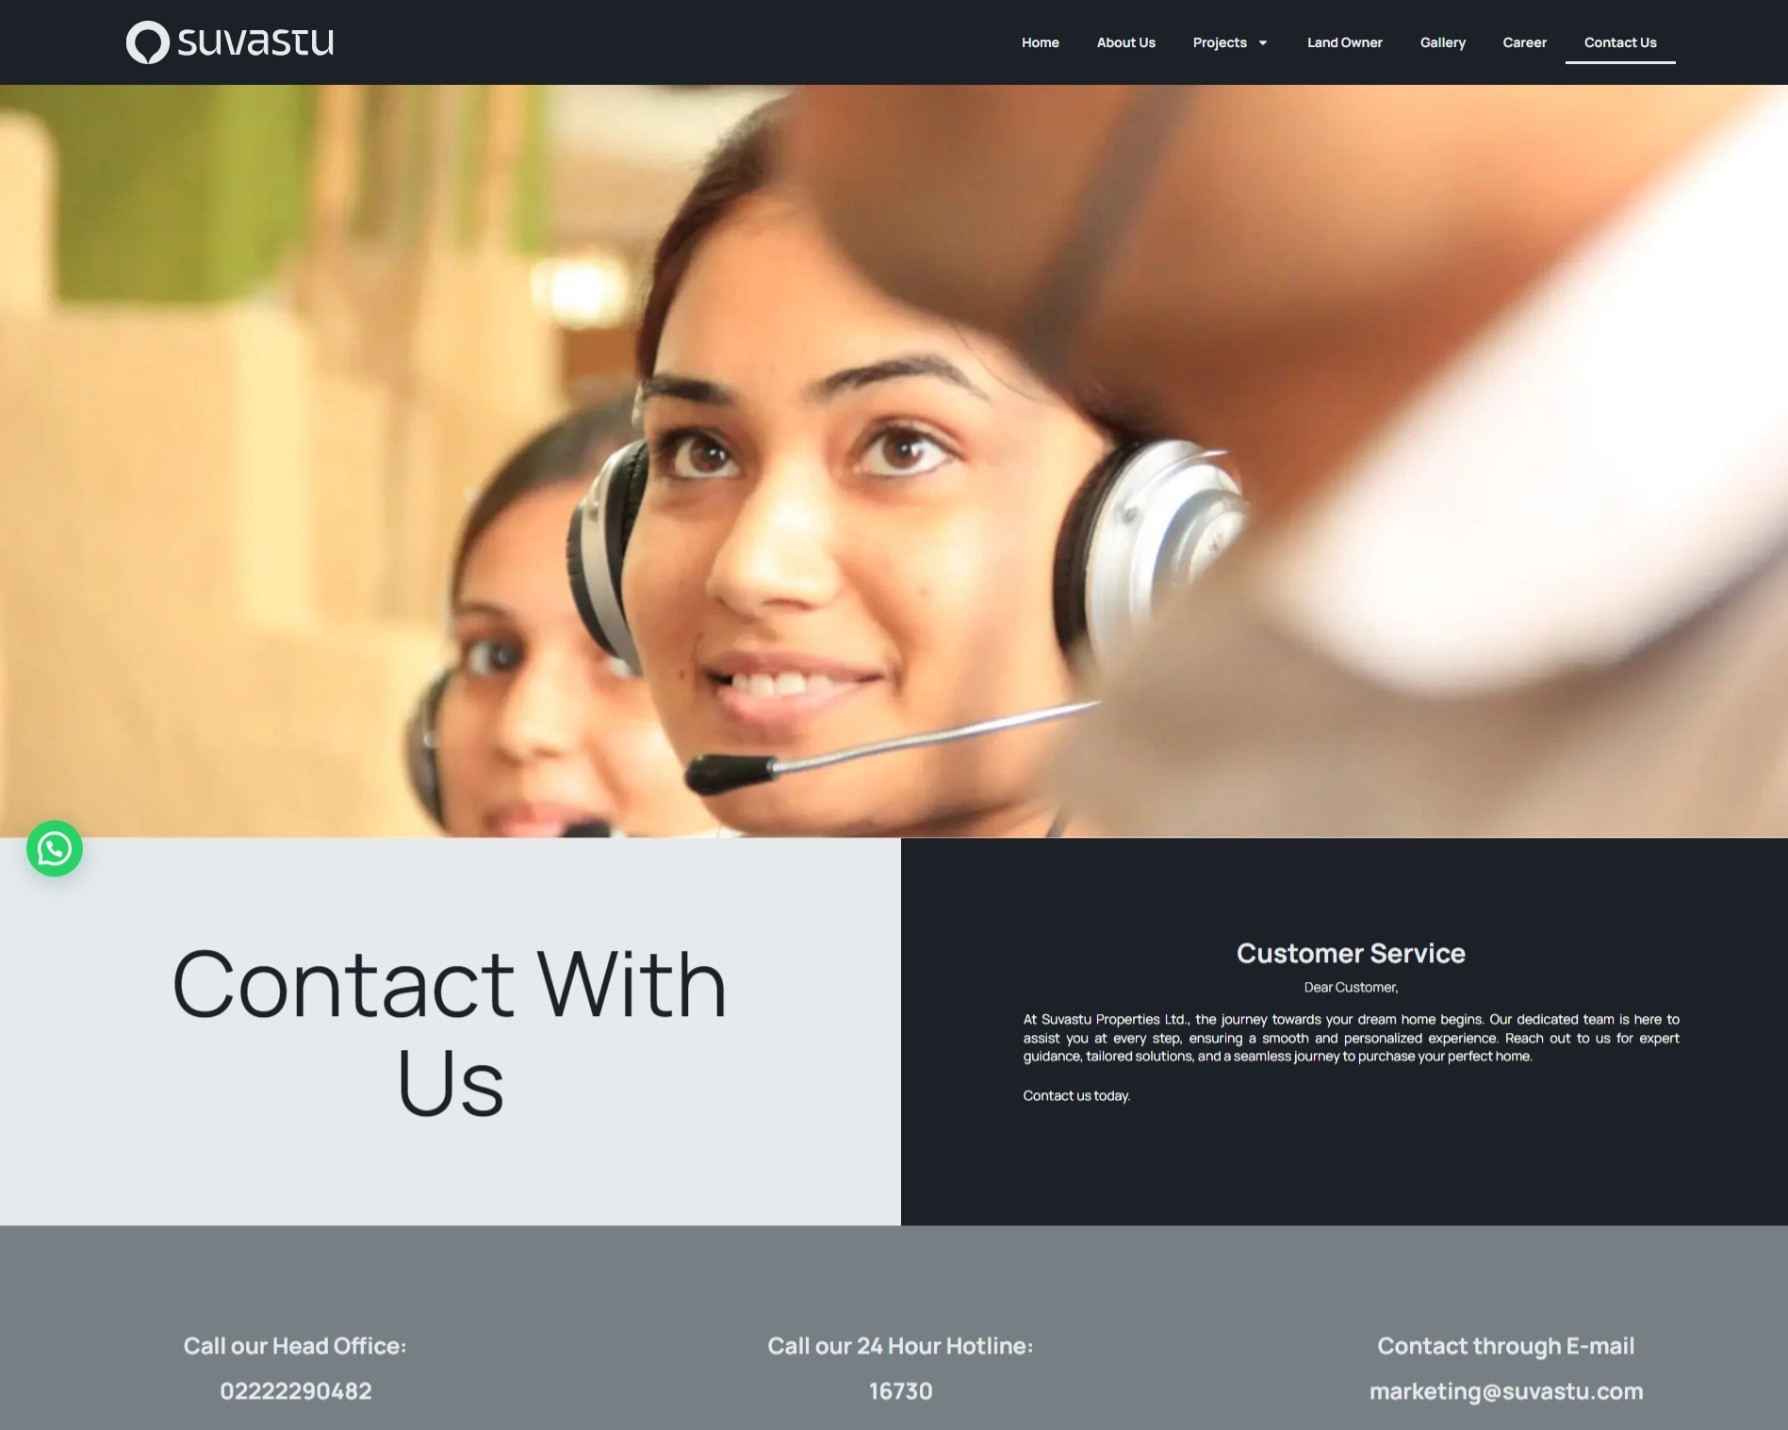 suvastu
Home About Us Projects Land Owner Gallery Career Contact Us
Contact With
Us
Customer Service
Dear Customer,
At Suvastu Properties Ltd., the journey towards your dream home begins. Our dedicated team is here to
assist you at every step, ensuring a smooth and personalized experience. Reach out to us for expert
guidance, tailored solutions, and a seamless journey to purchase your perfect home.
Contact us today.
Call our Head Office:
02222290482
Call our 24 Hour Hotline:
16730
Contact through E-mail
marketing@suvastu.com